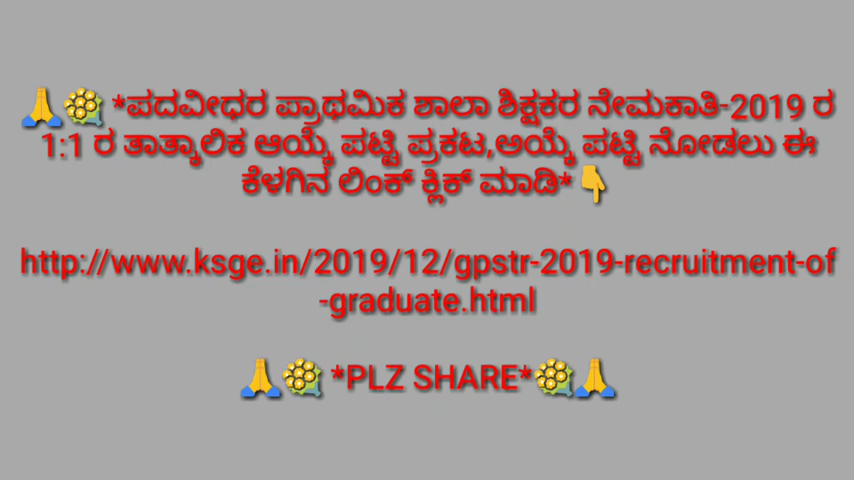 🙏💐 *ಪದವೀಧರ ಪ್ರಾಥಮಿಕ ಶಾಲಾ ಶಿಕ್ಷಕರ ನೇಮಕಾತಿ-2019 ರ
1:1 ರ ತಾತ್ಕಾಲಿಕ ಆಯ್ಕೆ ಪಟ್ಟಿ ಪ್ರಕಟ,ಅಯ್ಕೆ ಪಟ್ಟಿ ನೋಡಲು ಈ
ಕೆಳಗಿನ ಲಿಂಕ್ ಕ್ಲಿಕ್ ಮಾಡಿ* 👇
http://www.ksge.in/2019/12/gpstr-2019-recruitment-of
-graduate.html
🙏💐 *PLZ SHARE*💐🙏